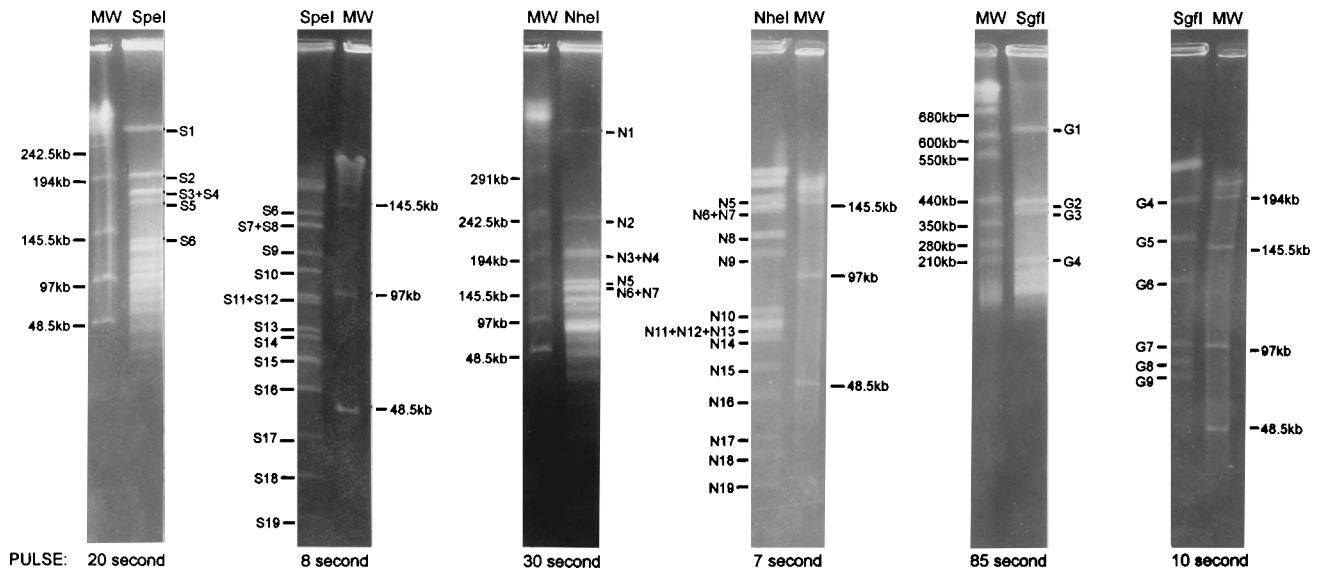 MW SpeI
242.5kb
194kb
145.5kb
97kb
48.5kb
S1
S2
S3+S4
S5
S6
SpeI MW
S6
S7+S8
S9
S10
S11+S12
S13
S14
S15
S16
S17
S18
S19
145.5kb
97kb
48.5kb
MW NheI
291kb
242.5kb
194kb
145.5kb
97kb
48.5kb
N1
N2
N3+N4
N5
N6+N7
NheI MW
N5
N6+N7
N8
N9
N10
N11+N12+N13
N14
N15
N16
N17
N18
N19
145.5kb
97kb
48.5kb
MW SgfI
680kb
600kb
550kb
440kb
350kb
280kb
210kb
G1
G2
G3
G4
SgfI MW
G4
G5
G6
G7
G8
G9
194kb
145.5kb
97kb
48.5kb
PULSE: 20 second 8 second 30 second 7 second 85 second 10 second